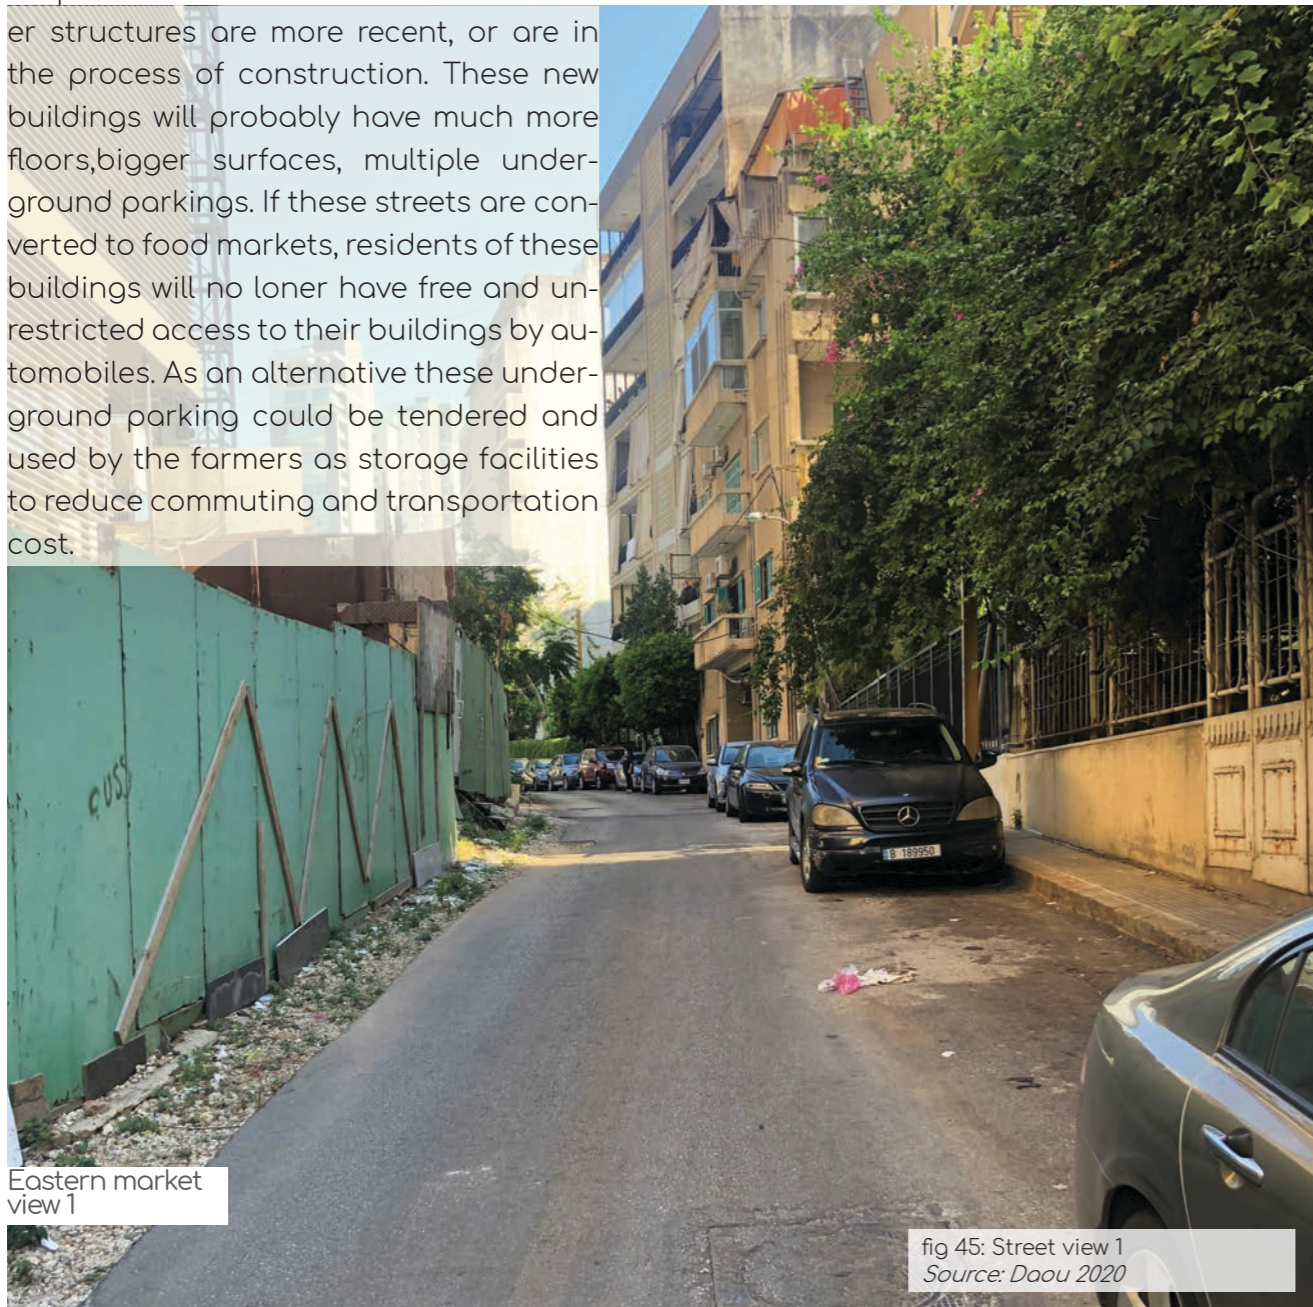 er structures are more recent, or are in
the process of construction. These new
buildings will probably have much more
floors,bigger surfaces, multiple under-
ground parkings. If these streets are con-
verted to food markets, residents of these
buildings will no loner have free and un-
restricted access to their buildings by au-
tomobiles. As an alternative these under-
ground parking could be tendered and
used by the farmers as storage facilities
to reduce commuting and transportation
cost.
B 189950
Eastern market
view 1
fig 45: Street view 1
Source: Daou 2020